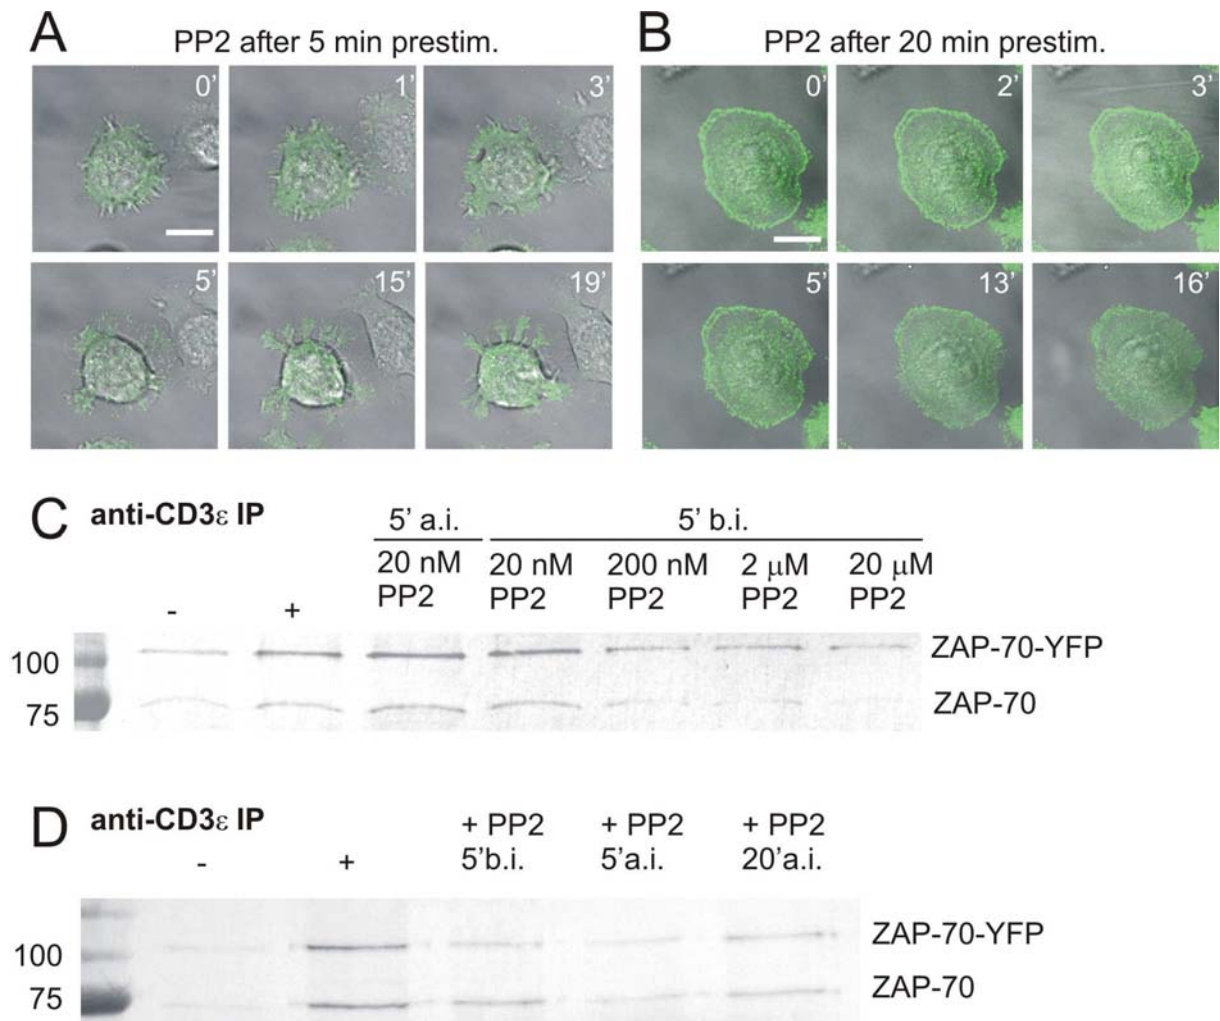 A PP2 after 5 min prestim.
0' 1' 3'
5' 15' 19'
B PP2 after 20 min prestim.
0' 2' 3'
5' 13' 16'
C anti-CD3ε IP
5' a.i. 5' b.i.
20 nM 20 nM 200 nM 2 μM 20 μM
PP2 PP2 PP2 PP2 PP2
- +
100 ZAP-70-YFP
75 ZAP-70
D anti-CD3ε IP
+ PP2 + PP2 + PP2
- + 5'b.i. 5'a.i. 20'a.i.
ZAP-70-YFP
100
75 ZAP-70